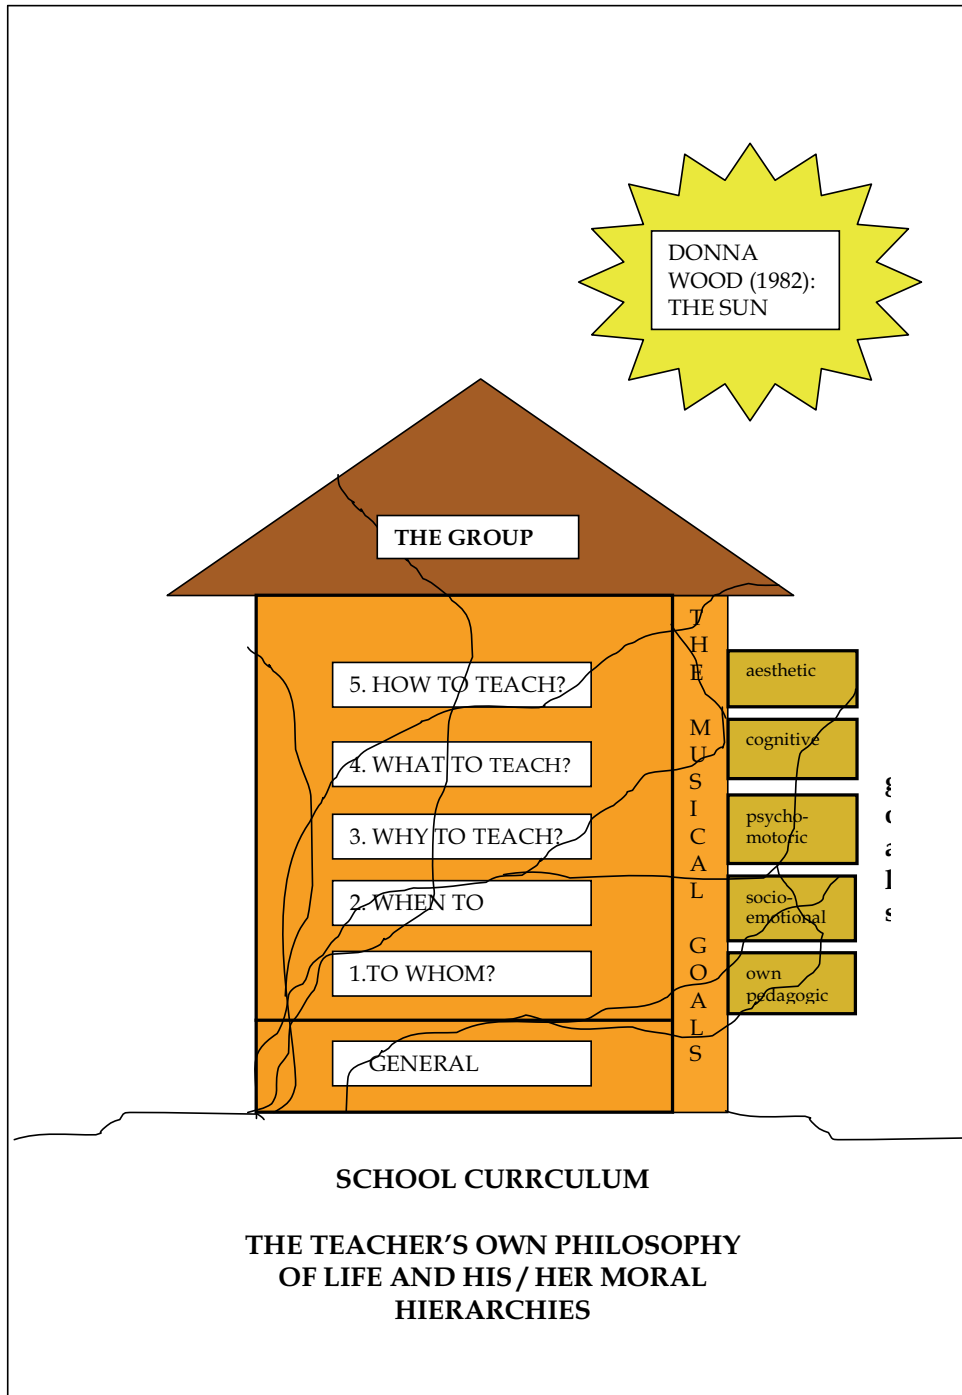 DONNA
WOOD (1982):
THE SUN
THE GROUP
5. HOW TO TEACH?
4. WHAT TO TEACH?
3. WHY TO TEACH?
2. WHEN TO
1.TO WHOM?
GENERAL
THE MUSICAL GOALS
aesthetic
cognitive
psycho-
motoric
socio-
emotional
own
pedagogic
SCHOOL CURRCULUM
THE TEACHER'S OWN PHILOSOPHY
OF LIFE AND HIS / HER MORAL
HIERARCHIES